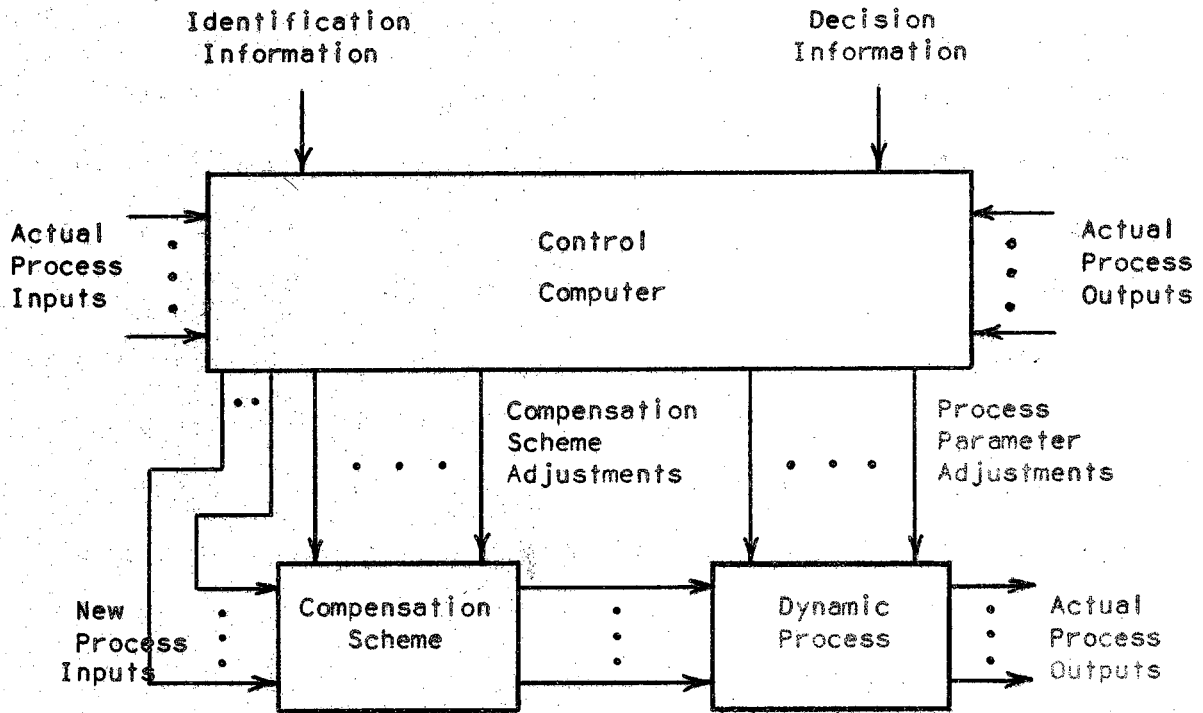 Identification
Information
Decision
Information
Actual
Process
Inputs
Control
Computer
Actual
Process
Outputs
Compensation
Scheme
Adjustments
Process
Parameter
Adjustments
New
Process
Inputs
Compensation
Scheme
Dynamic
Process
Actual
Process
Outputs